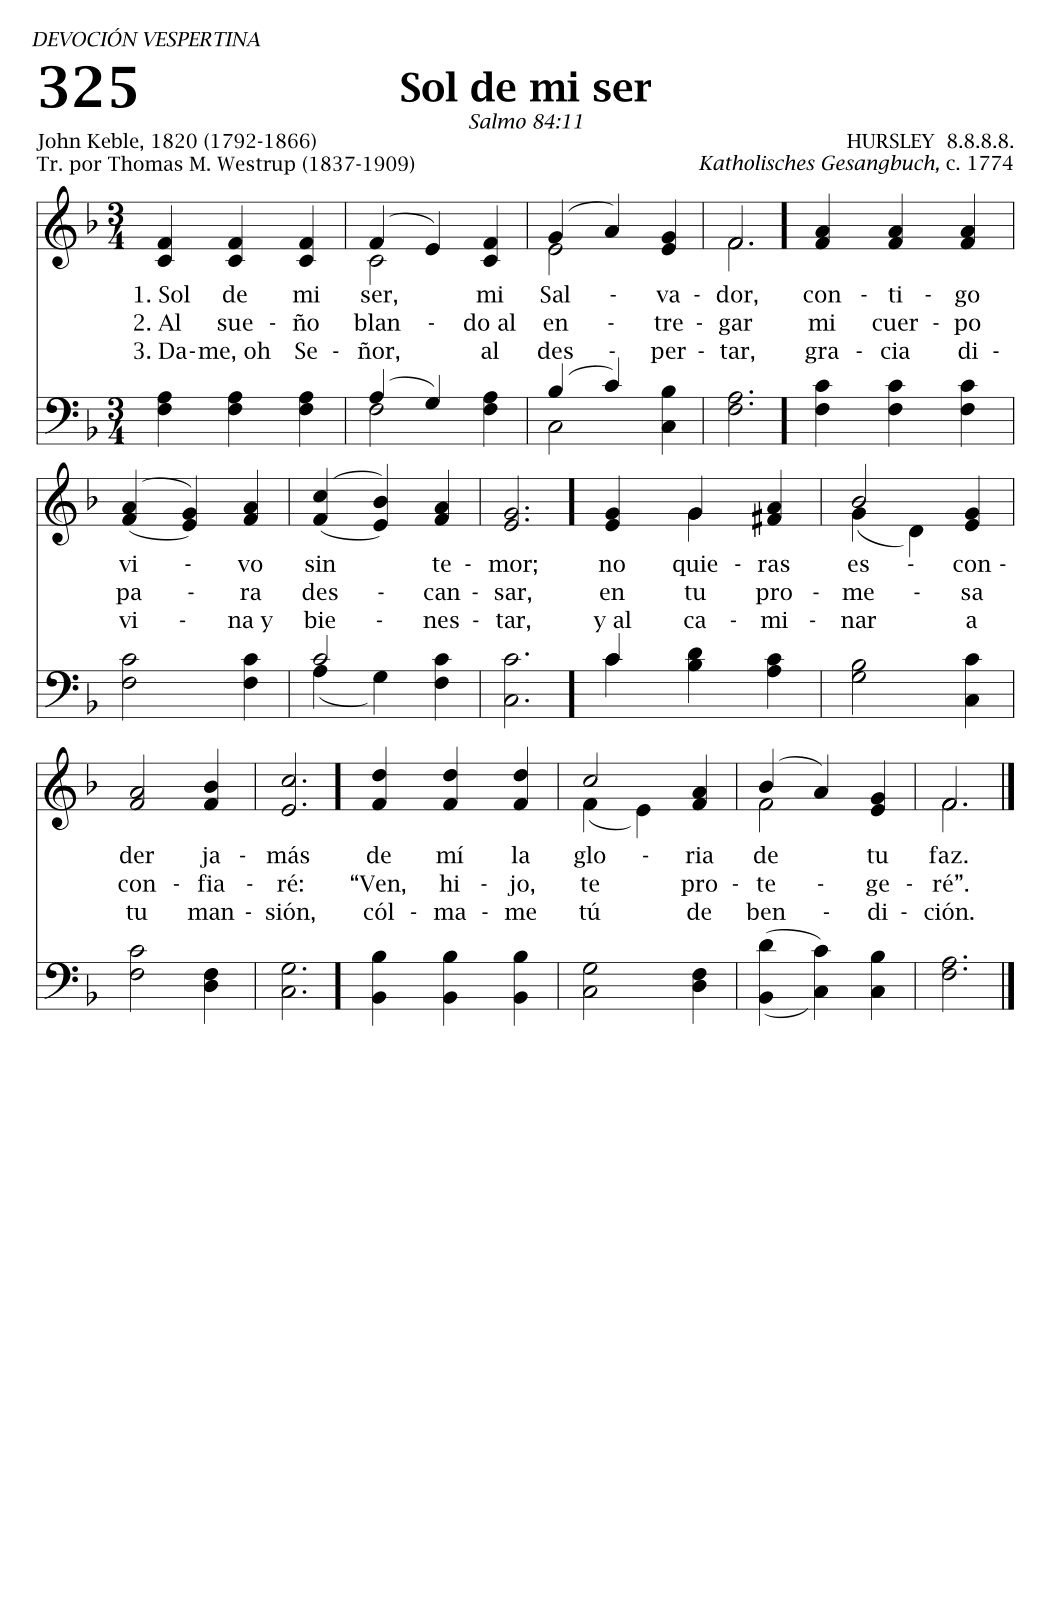 DEVOCIÓN VESPERTINA
325
Sol de mi ser
Salmo 84:11
John Keble, 1820 (1792-1866)
HURSLEY 8.8.8.8.
Tr. por Thomas M. Westrup (1837-1909)
Katholisches Gesangbuch, c. 1774
1. Sol de mi ser, mi Sal - va - dor, con - ti - go
2. Al sue - ño blan - do al en - tre - gar mi cuer - po
3. Da - me, oh Se - ñor, al des - per - tar, gra - cia di -
vi - vo sin te - mor; no quie - ras es - con -
pa - ra des - can - sar, en tu pro - me - sa
vi - na y bie - nes - tar, y al ca - mi - nar a
der ja - más de mí la glo - ria de tu faz.
con - fia - ré: “Ven, hi - jo, te pro - te - ge - ré”.
tu man - sión, cól - ma - me tú de ben - di - ción.